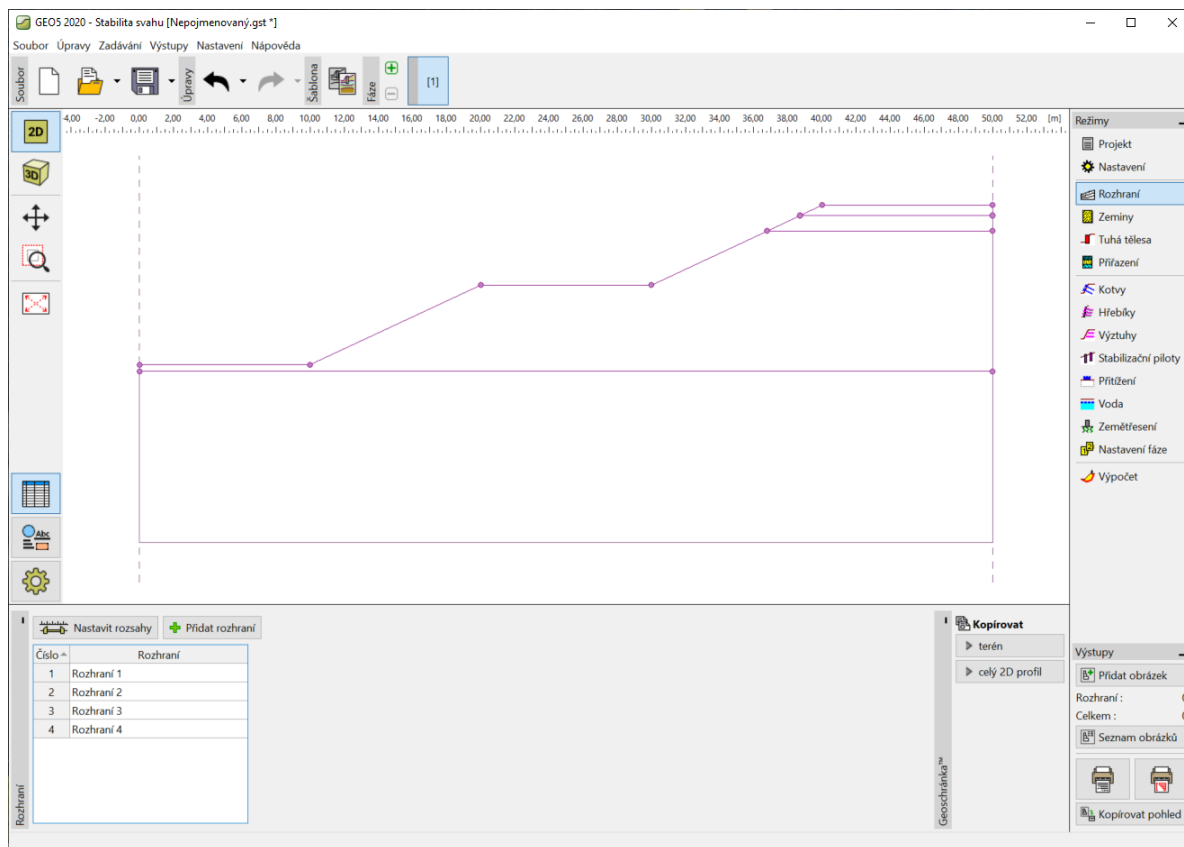 GEO5 2020 - Stabilita svahu [Nepojmenovaný.gst *]
Soubor Úpravy Zadávání Výstupy Nastavení Nápověda
Soubor
Úpravy
Šablona
Fáze
[1]
2D
3D
4,00 -2,00 0,00 2,00 4,00 6,00 8,00 10,00 12,00 14,00 16,00 18,00 20,00 22,00 24,00 26,00 28,00 30,00 32,00 34,00 36,00 38,00 40,00 42,00 44,00 46,00 48,00 50,00 52,00 [m]
Režimy
Projekt
Nastavení
Rozhraní
Zeminy
Tuhá tělesa
Přiřazení
Kotvy
Hřebíky
Výztuhy
Stabilizační piloty
Přitížení
Voda
Zemětřesení
Nastavení fáze
Výpočet
Abc
Rozhraní
Nastavit rozsahy
Přidat rozhraní
Číslo Rozhraní
1 Rozhraní 1
2 Rozhraní 2
3 Rozhraní 3
4 Rozhraní 4
Geoschránka™
Kopírovat
terén
celý 2D profil
Výstupy
Přidat obrázek
Rozhraní :
Celkem :
Seznam obrázků
Kopírovat pohled